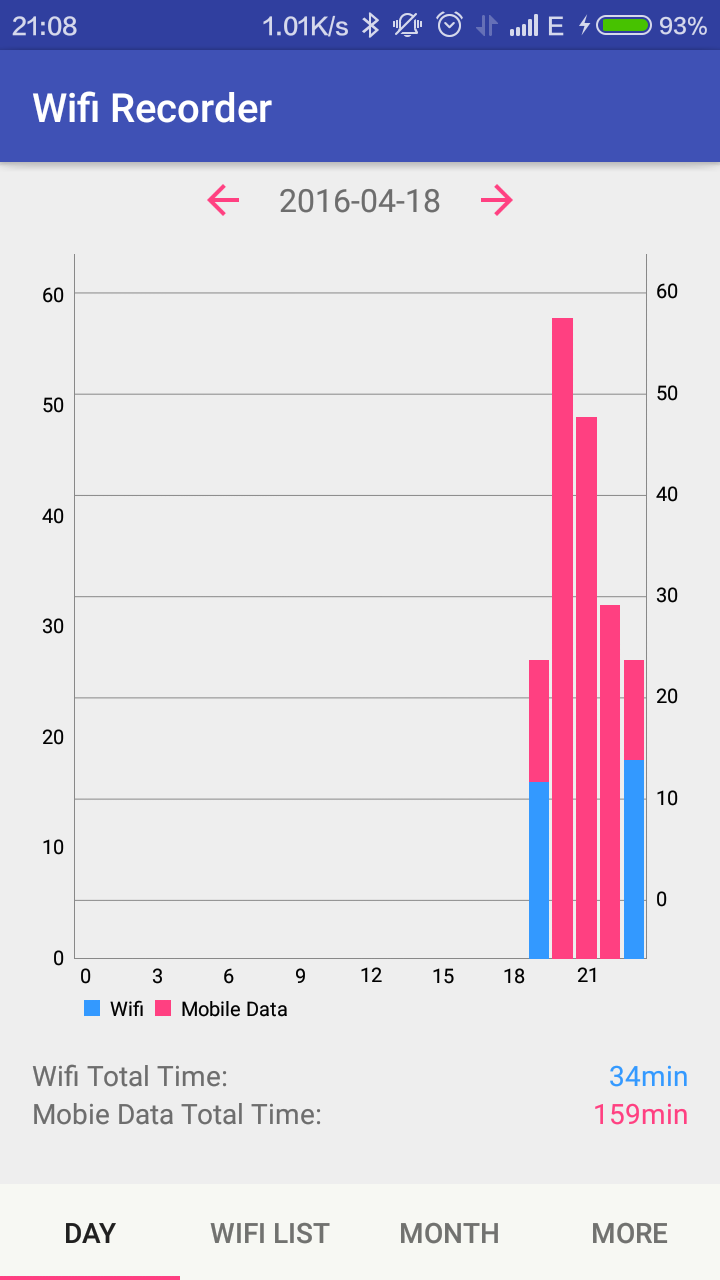 21:08 1.01K/s E 93%
Wifi Recorder
2016-04-18
60 60
50 50
40 40
30 30
20 20
10 10
0 0
0 3 6 9 12 15 18 21
Wifi Mobile Data
Wifi Total Time: 34min
Mobie Data Total Time: 159min
DAY WIFI LIST MONTH MORE